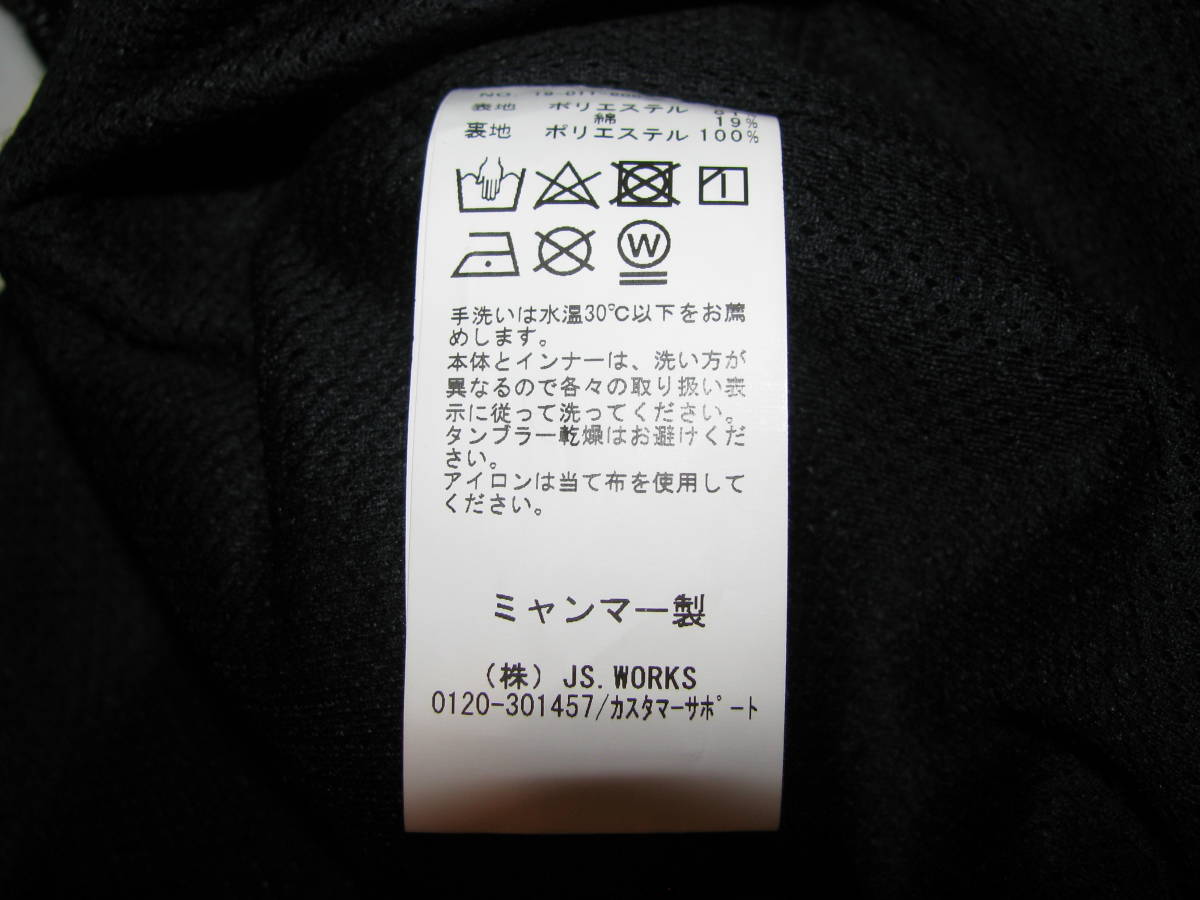 表地 ポリエステル
綿 19%
裏地 ポリエステル 100%
W
手洗いは水温30℃以下をお薦
めします。
本体とインナーは、洗い方が
異なるので各々の取り扱い表
示に従って洗ってください。
タンブラー乾燥はお避けくだ
さい。
アイロンは当て布を使用して
ください。
ミャンマー製
（株）JS.WORKS
0120-301457/カスタマーサポート